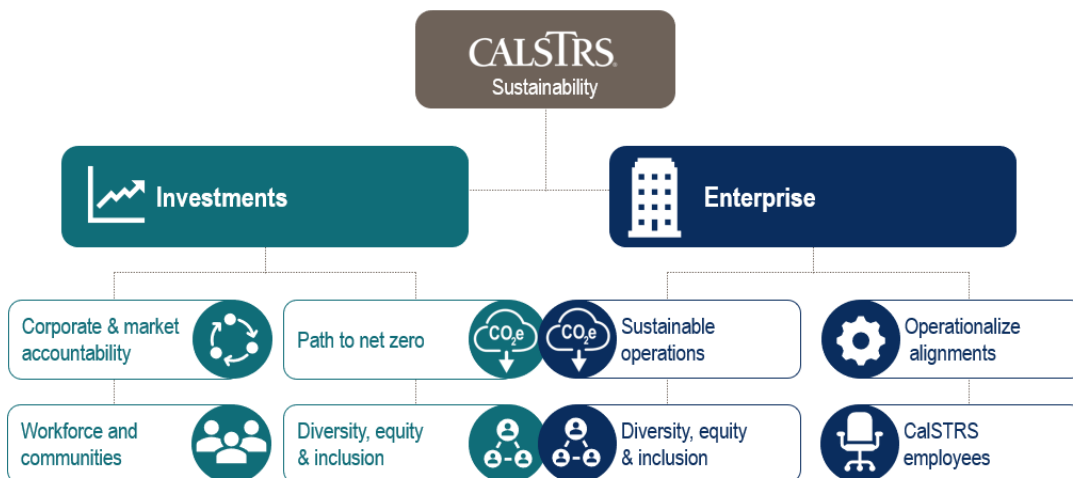 CALSTRS®
Sustainability
Investments
Enterprise
Corporate & market
accountability
Path to net zero
CO₂e
CO₂e
Sustainable
operations
Operationalize
alignments
Workforce and
communities
Diversity, equity
& inclusion
Diversity, equity
& inclusion
CalSTRS
employees